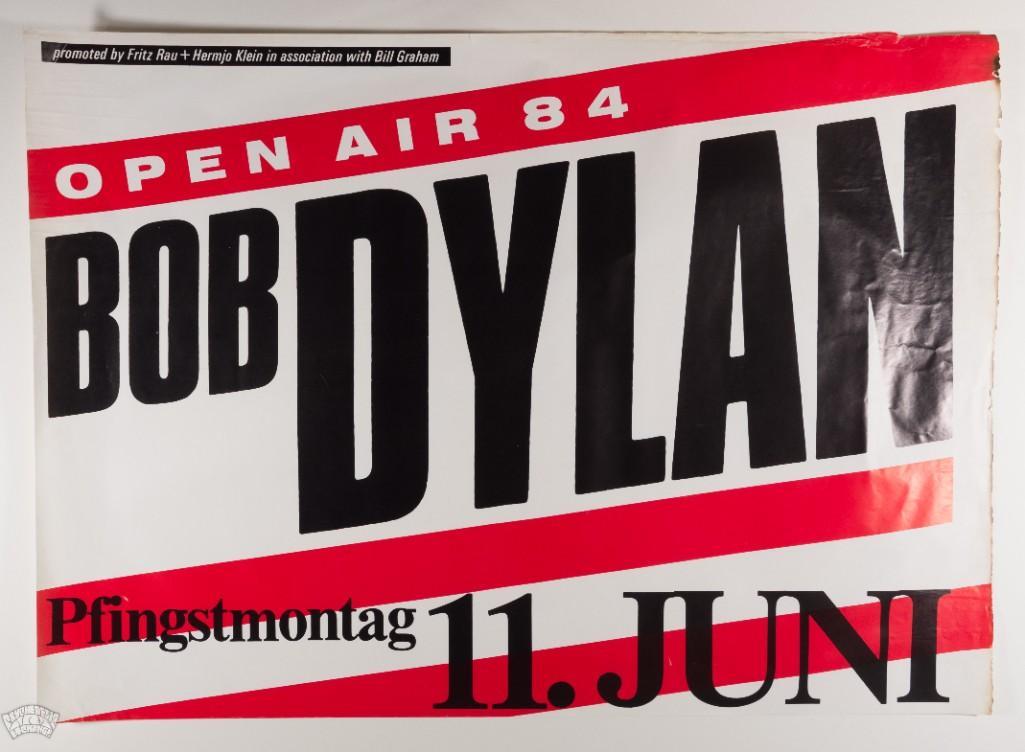 promoted by Fritz Rau + Hermjo Klein in association with Bill Graham
OPEN AIR 84
BOB DYLAN
Pfingstmontag 11. JUNI